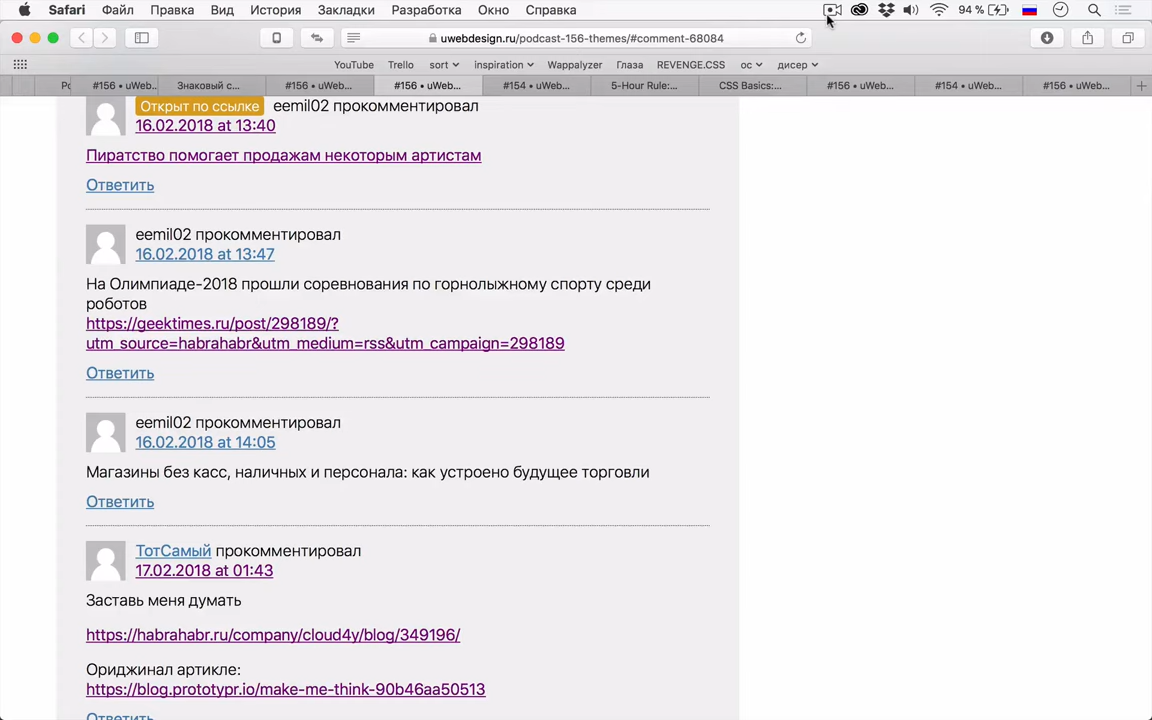 Safari Файл Правка Вид История Закладки Разработка Окно Справка 94 %
uwebdesign.ru/podcast-156-themes/#comment-68084
YouTube Trello sort inspiration Wappalyzer Глаза REVENGE.CSS ос дисер
#156 • uWeb... Знаковый с... #156 • uWeb... #156 • uWeb... #154 • uWeb... 5-Hour Rule:... CSS Basics:... #156 • uWeb... #154 • uWeb... #156 • uWeb...
Открыт по ссылке eemil02 прокомментировал
16.02.2018 at 13:40
Пиратство помогает продажам некоторым артистам
Ответить
eemil02 прокомментировал
16.02.2018 at 13:47
На Олимпиаде-2018 прошли соревнования по горнолыжному спорту среди
роботов
https://geektimes.ru/post/298189/?
utm_source=habrahabr&utm_medium=rss&utm_campaign=298189
Ответить
eemil02 прокомментировал
16.02.2018 at 14:05
Магазины без касс, наличных и персонала: как устроено будущее торговли
Ответить
ТотСамый прокомментировал
17.02.2018 at 01:43
Заставь меня думать
https://habrahabr.ru/company/cloud4y/blog/349196/
Ориджинал артикле:
https://blog.prototypr.io/make-me-think-90b46aa50513
Ответить